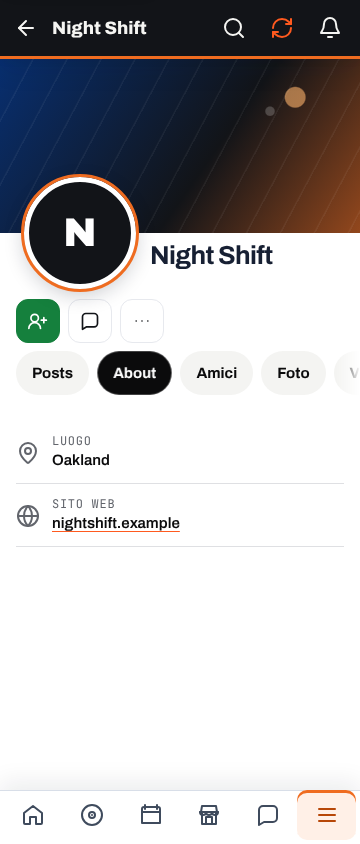 Night Shift
N
Night Shift
Posts
About
Amici
Foto
V
LUOGO
Oakland
SITO WEB
nightshift.example